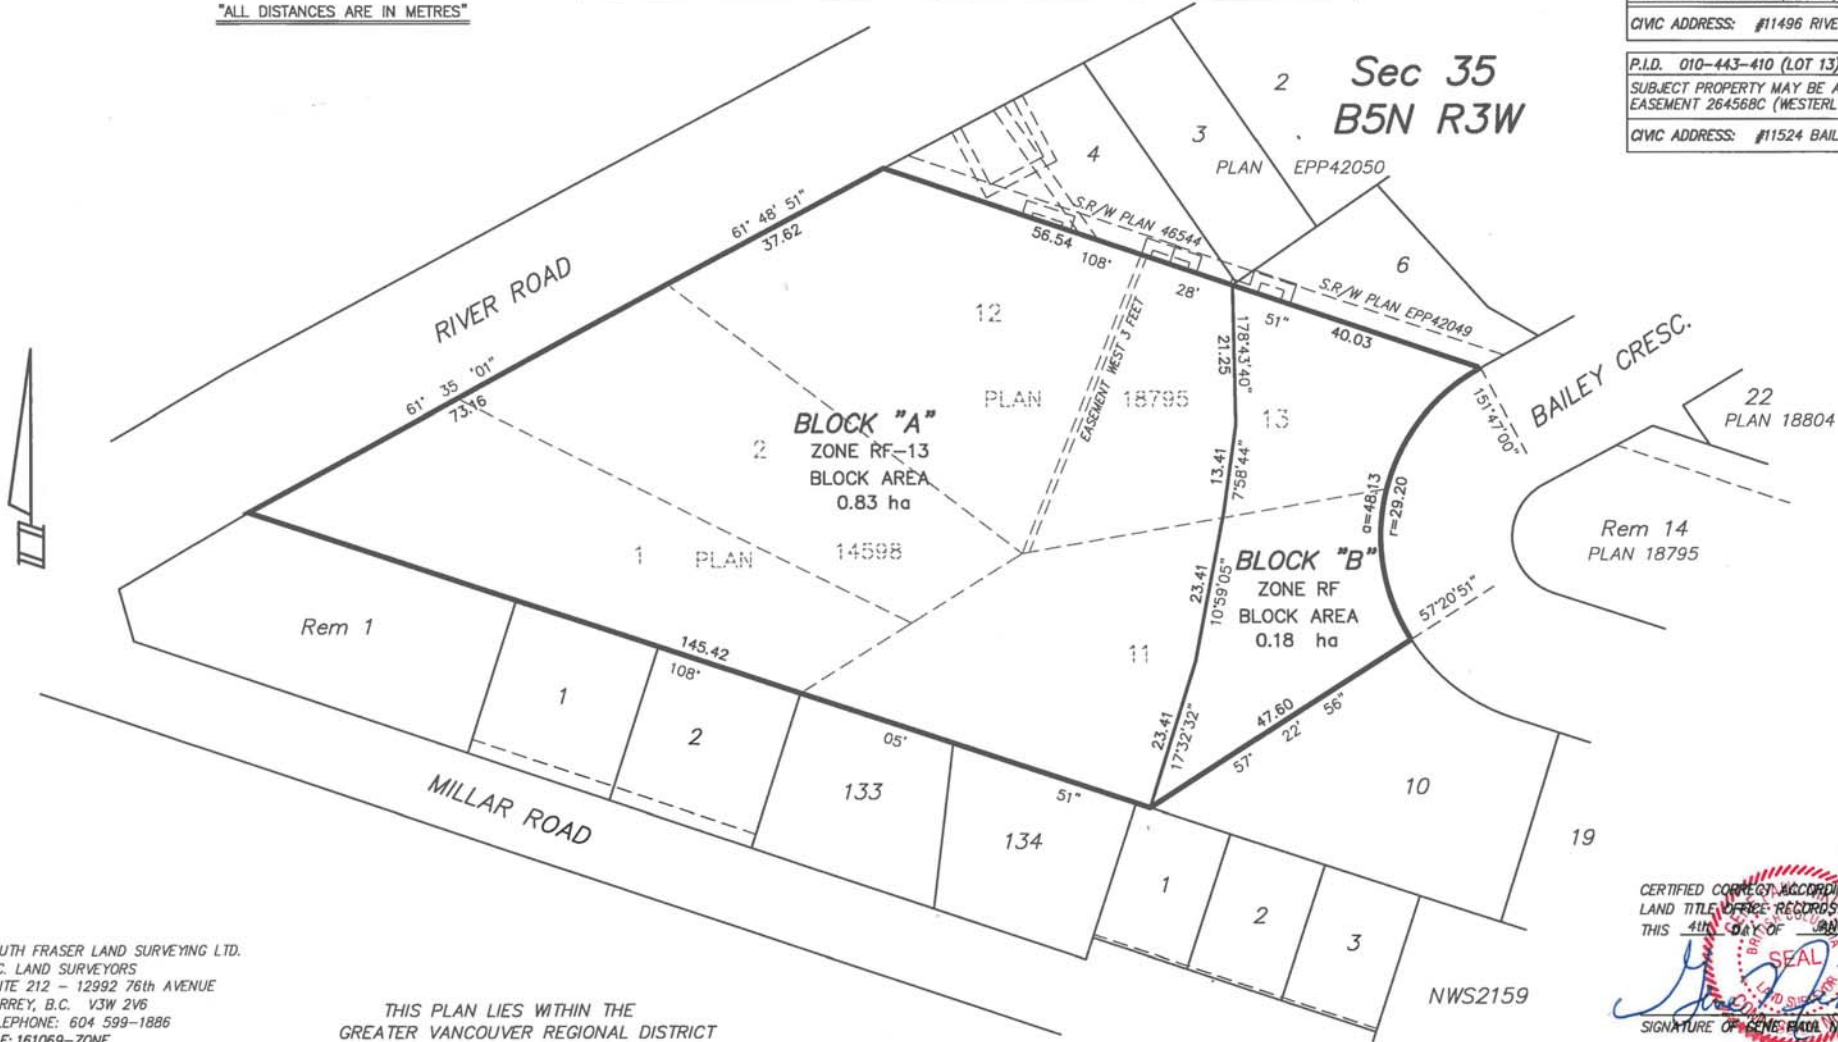 "ALL DISTANCES ARE IN METRES"
CIVIC ADDRESS: #11496 RIVE
P.I.D. 010-443-410 (LOT 13)
SUBJECT PROPERTY MAY BE A
EASEMENT 264568C (WESTERL
CIVIC ADDRESS: #11524 BAIL
Sec 35
B5N R3W
2
3
4
PLAN EPP42050
6
S.R/W PLAN 46544
S.R/W PLAN EPP42049
61° 48' 51"
37.62
RIVER ROAD
61° 35 '01"
73.16
56.54
108°
28'
51"
40.03
12
PLAN 18795
EASEMENT WEST 3 FEET
178°43'40"
21.25
13
BAILEY CRESC.
151°47'00"
22
PLAN 18804
BLOCK "A"
ZONE RF-13
BLOCK AREA
0.83 ha
2
13.41
7°58'44"
a=48.13
r=29.20
Rem 14
PLAN 18795
1 PLAN 14598
23.41
10°59'05"
BLOCK "B"
ZONE RF
BLOCK AREA
0.18 ha
57°20'51"
11
Rem 1
145.42
108°
05'
51"
23.41
17°32'32"
47.60
57°
22'
56"
1
2
133
134
MILLAR ROAD
10
19
1
2
3
NWS2159
UTH FRASER LAND SURVEYING LTD.
C. LAND SURVEYORS
ITE 212 - 12992 76th AVENUE
RREY, B.C. V3W 2V6
LEPHONE: 604 599-1886
E: 161069-ZONE
THIS PLAN LIES WITHIN THE
GREATER VANCOUVER REGIONAL DISTRICT
CERTIFIED CORRECT ACCORDI
LAND TITLE OFFICE RECORDS
THIS 4th DAY OF JAN
SEAL
SIGNATURE OF GENE PAUL N